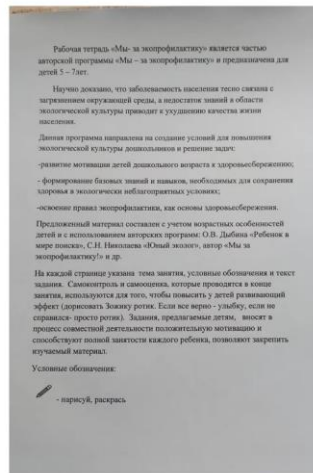 Рабочая тетрадь «Мы- за экопрофилактику» является частью
авторской программы «Мы – за экопрофилактику» и предназначена для
детей 5 – 7лет.
Научно доказано, что заболеваемость населения тесно связана с
загрязнением окружающей среды, а недостаток знаний в области
экологической культуры приводит к ухудшению качества жизни
населения.
Данная программа направлена на создание условий для повышения
экологической культуры дошкольников и решение задач:
-развитие мотивации детей дошкольного возраста к здоровьесбережению;
- формирование базовых знаний и навыков, необходимых для сохранения
здоровья в экологически неблагоприятных условиях;
-освоение правил экопрофилактики, как основы здоровьесбережения.
Предложенный материал составлен с учетом возрастных особенностей
детей и с использованием авторских программ: О.В. Дыбина «Ребенок в
мире поиска», С.Н. Николаева «Юный эколог», автор «Мы за
экопрофилактику!» и др.
На каждой странице указана тема занятия, условные обозначения и текст
задания. Самоконтроль и самооценка, которые проводятся в конце
занятия, используются для того, чтобы повысить у детей развивающий
эффект (дорисовать Зожику ротик. Если все верно - улыбку, если не
справился- просто ротик). Задания, предлагаемые детям, вносят в
процесс совместной деятельности положительную мотивацию и
способствуют полной занятости каждого ребенка, позволяют закрепить
изучаемый материал.
Условные обозначения:
- нарисуй, раскрась